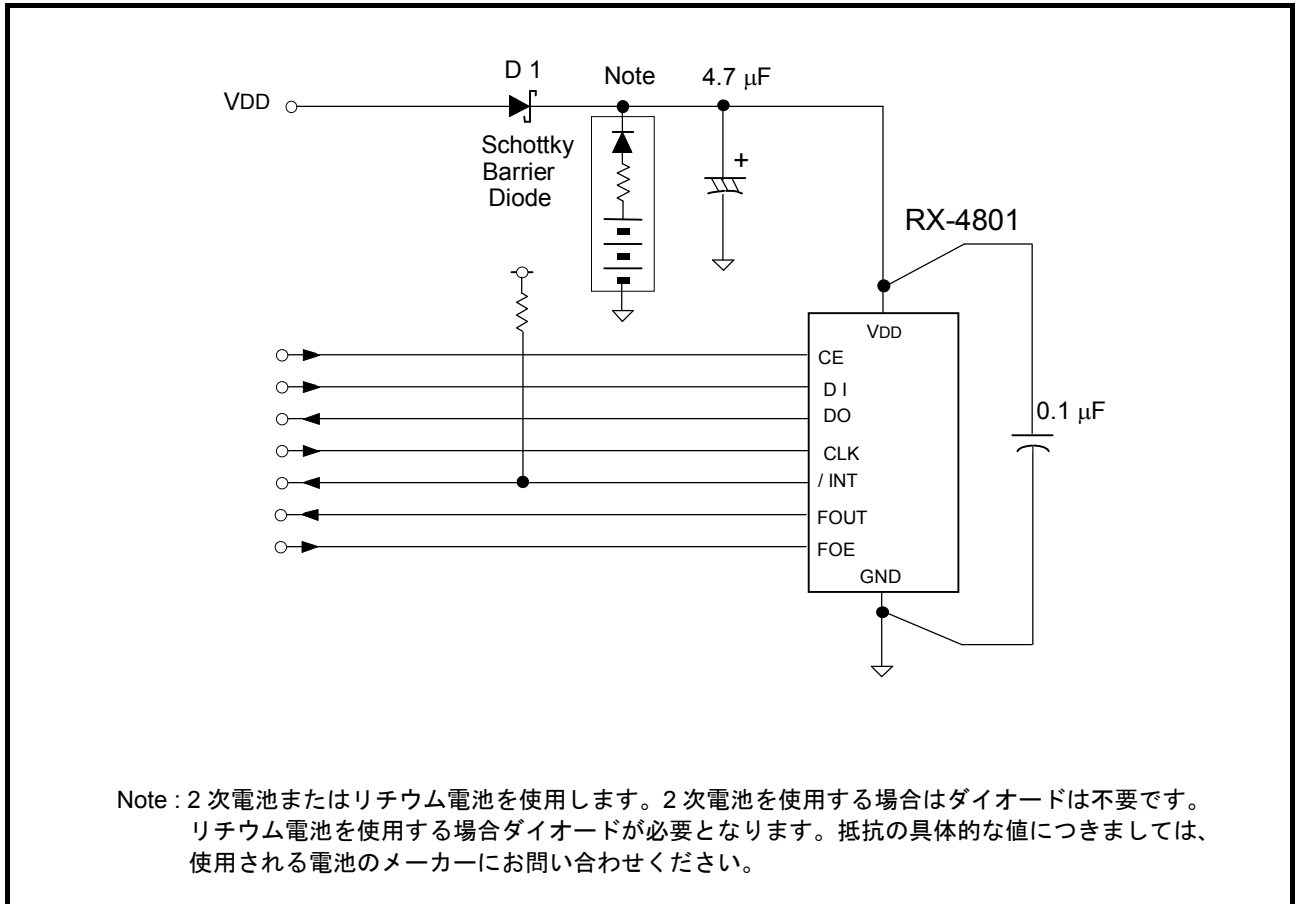 D 1
Note
4.7 μF
VDD
Schottky
Barrier
Diode
+
RX-4801
VDD
CE
D I
DO
CLK
/ INT
FOUT
FOE
GND
0.1 μF
Note : 2 次電池またはリチウム電池を使用します。2 次電池を使用する場合はダイオードは不要です。
リチウム電池を使用する場合ダイオードが必要となります。抵抗の具体的な値につきましては、
使用される電池のメーカーにお問い合わせください。